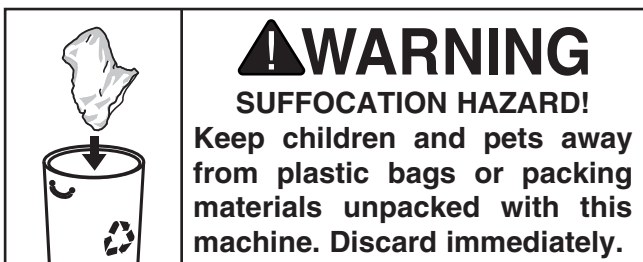 WARNING
SUFFOCATION HAZARD!
Keep children and pets away
from plastic bags or packing
materials unpacked with this
machine. Discard immediately.